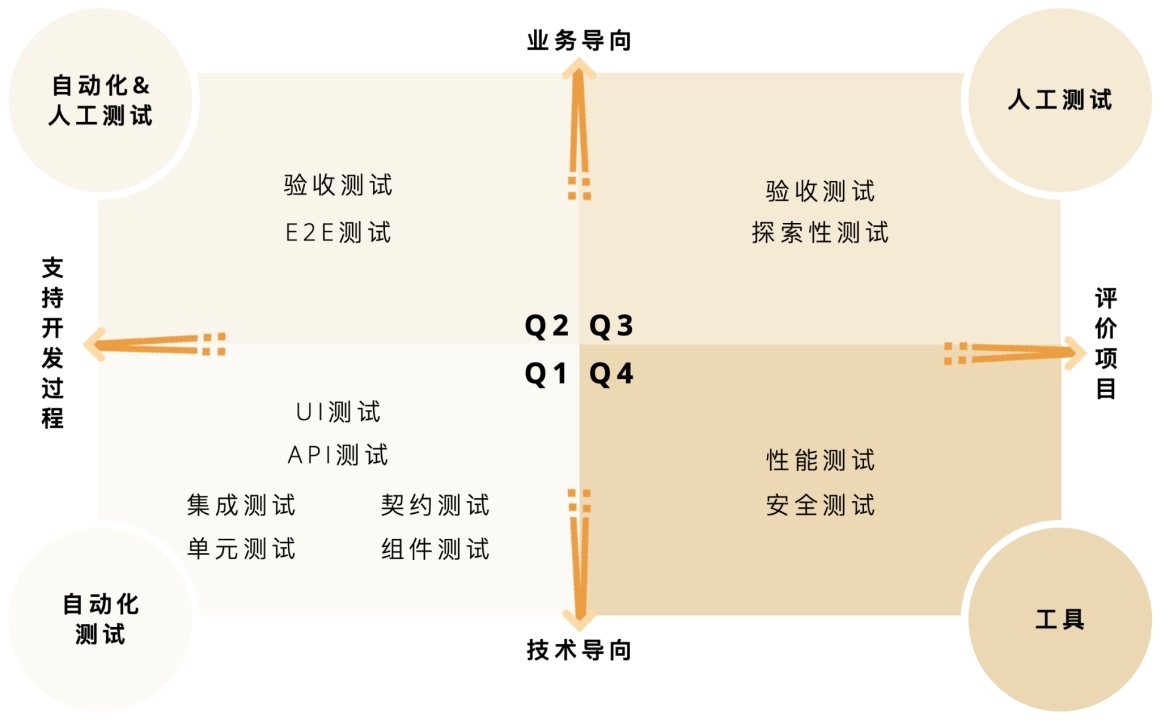 业务导向
自动化&
人工测试
人工测试
验收测试
E2E测试
验收测试
探索性测试
支持开发过程
评价项目
Q2 Q3
Q1 Q4
UI测试
API测试
集成测试 契约测试
单元测试 组件测试
性能测试
安全测试
自动化
测试
工具
技术导向